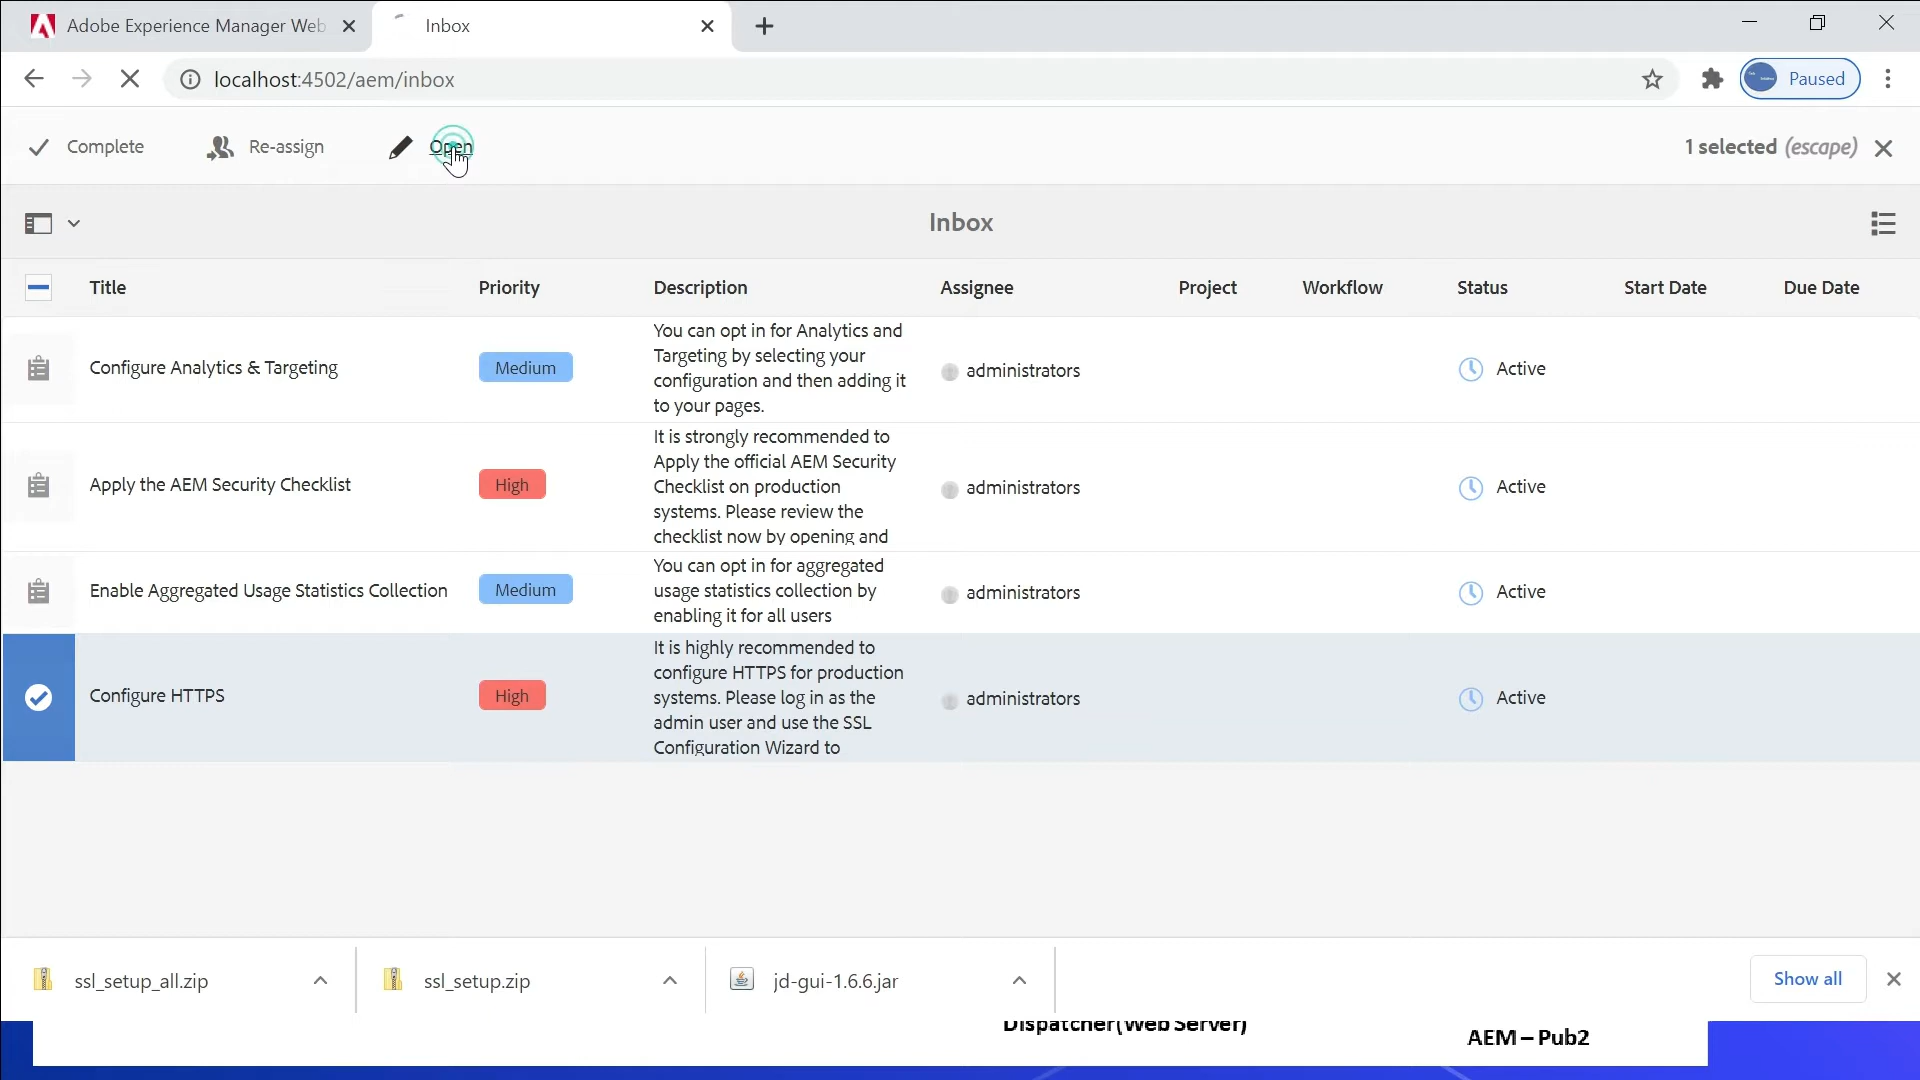 Adobe Experience Manager Web
Inbox
localhost:4502/aem/inbox
Paused
Complete
Re-assign
Open
1 selected (escape)
Inbox
Title
Priority
Description
Assignee
Project
Workflow
Status
Start Date
Due Date
Configure Analytics & Targeting
Medium
You can opt in for Analytics and
Targeting by selecting your
configuration and then adding it
to your pages.
administrators
Active
Apply the AEM Security Checklist
High
It is strongly recommended to
Apply the official AEM Security
Checklist on production
systems. Please review the
checklist now by opening and
administrators
Active
Enable Aggregated Usage Statistics Collection
Medium
You can opt in for aggregated
usage statistics collection by
enabling it for all users
administrators
Active
Configure HTTPS
High
It is highly recommended to
configure HTTPS for production
systems. Please log in as the
admin user and use the SSL
Configuration Wizard to
administrators
Active
ssl_setup_all.zip
ssl_setup.zip
jd-gui-1.6.6.jar
Show all
Dispatcher(Web Server)
AEM – Pub2